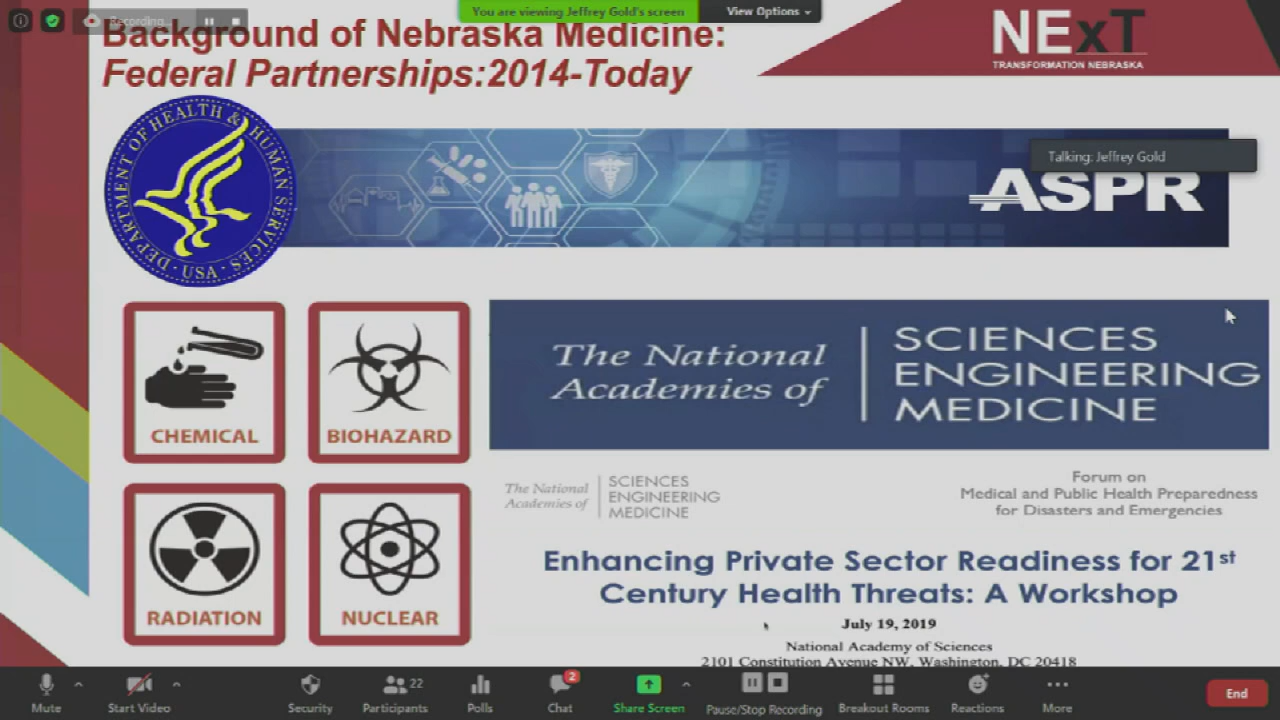 Recording...
You are viewing Jeffrey Gold's screen
View Options
Background of Nebraska Medicine:
Federal Partnerships:2014-Today
NExT
TRANSFORMATION NEBRASKA
DEPARTMENT OF HEALTH & HUMAN SERVICES · USA
Talking: Jeffrey Gold
ASPR
CHEMICAL
BIOHAZARD
RADIATION
NUCLEAR
The National
Academies of
SCIENCES
ENGINEERING
MEDICINE
The National
Academies of
SCIENCES
ENGINEERING
MEDICINE
Forum on
Medical and Public Health Preparedness
for Disasters and Emergencies
Enhancing Private Sector Readiness for 21st
Century Health Threats: A Workshop
July 19, 2019
National Academy of Sciences
2101 Constitution Avenue NW, Washington, DC 20418
Mute
Start Video
Security
22
Participants
Polls
2
Chat
Share Screen
Pause/Stop Recording
Breakout Rooms
Reactions
More
End